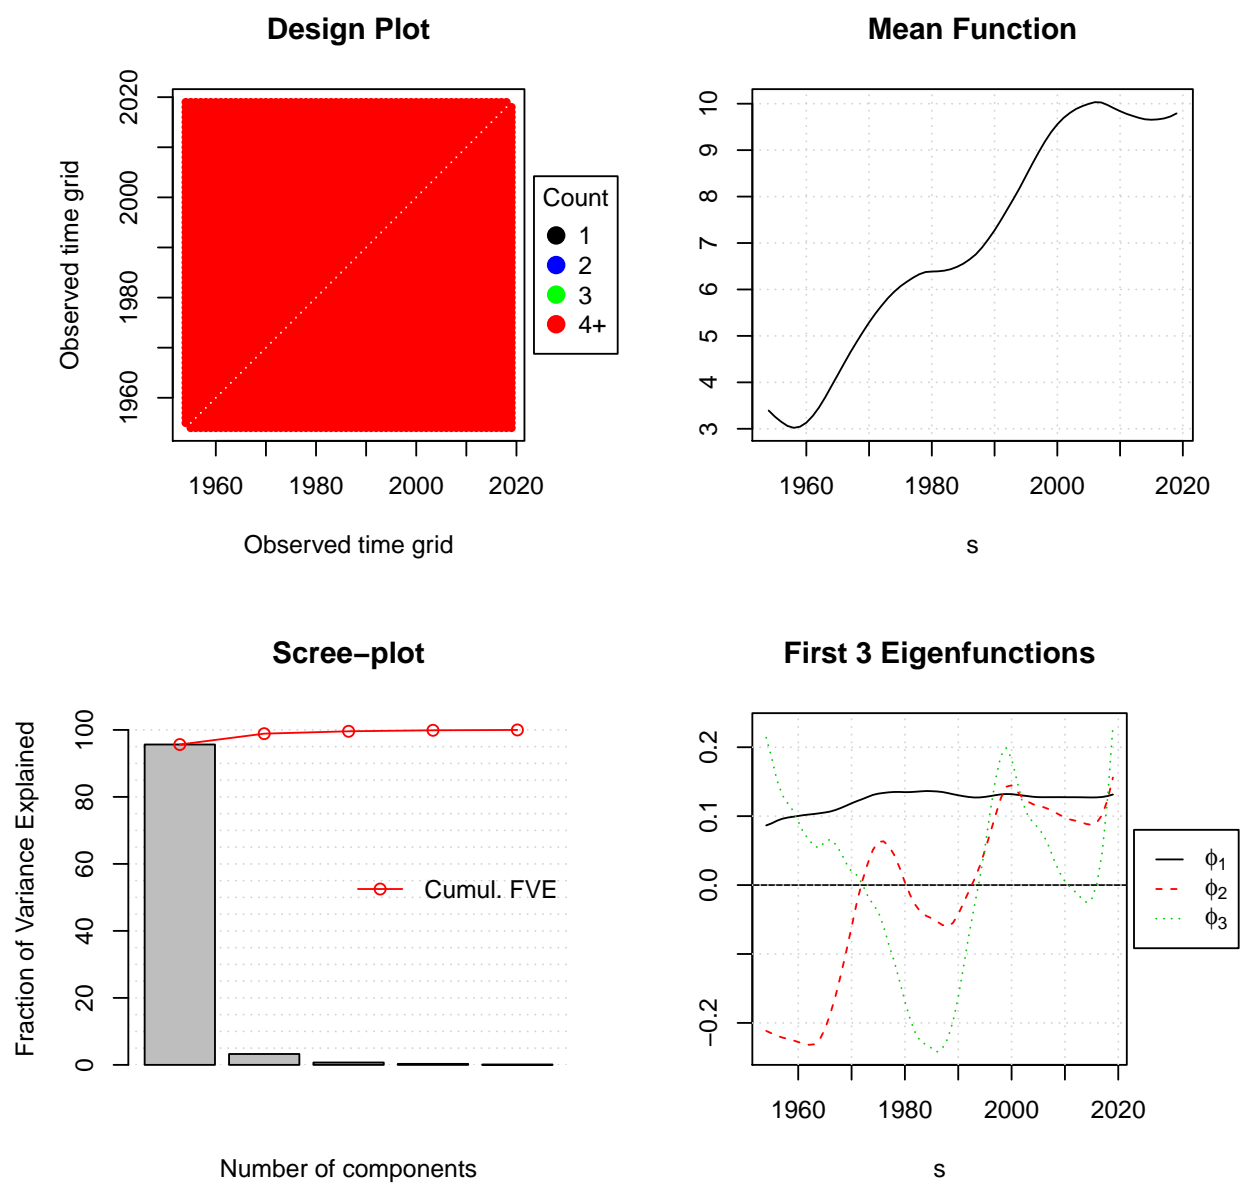 Design Plot
Observed time grid
2020
2000
1980
1960
1960 1980 2000 2020
Observed time grid
Count
1
2
3
4+
Mean Function
10
9
8
7
6
5
4
3
1960 1980 2000 2020
s
Scree−plot
Fraction of Variance Explained
100
80
60
40
20
0
Cumul. FVE
Number of components
First 3 Eigenfunctions
0.2
0.1
0.0
−0.2
1960 1980 2000 2020
s
ϕ1
ϕ2
ϕ3